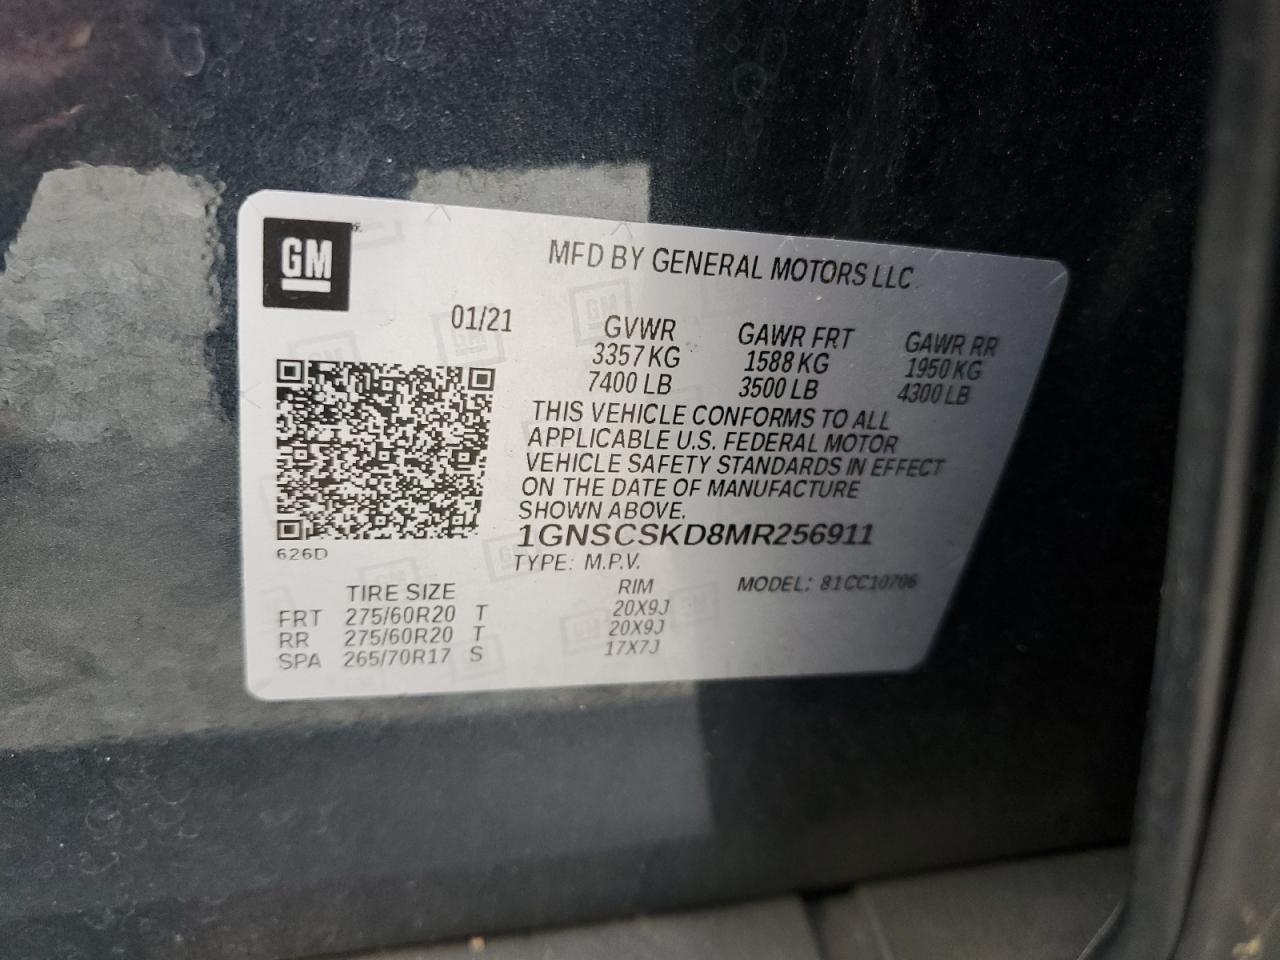 GM
MFD BY GENERAL MOTORS LLC
01/21
GVWR GAWR FRT GAWR RR
3357 KG 1588 KG 1950 KG
7400 LB 3500 LB 4300 LB
THIS VEHICLE CONFORMS TO ALL
APPLICABLE U.S. FEDERAL MOTOR
VEHICLE SAFETY STANDARDS IN EFFECT
ON THE DATE OF MANUFACTURE
SHOWN ABOVE.
1GNSCSKD8MR256911
626D
TYPE: M.P.V.
MODEL: 81CC10706
TIRE SIZE RIM
FRT 275/60R20 T 20X9J
RR 275/60R20 T 20X9J
SPA 265/70R17 S 17X7J